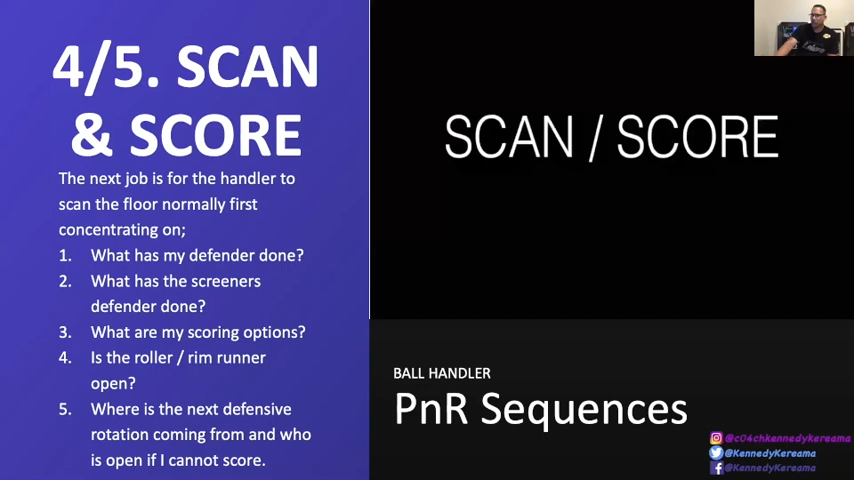 4/5. SCAN
& SCORE
The next job is for the handler to
scan the floor normally first
concentrating on;
1. What has my defender done?
2. What has the screeners
defender done?
3. What are my scoring options?
4. Is the roller / rim runner
open?
5. Where is the next defensive
rotation coming from and who
is open if I cannot score.
SCAN / SCORE
BALL HANDLER
PnR Sequences
@c04chkennedykereama
@KennedyKereama
@KennedyKereama